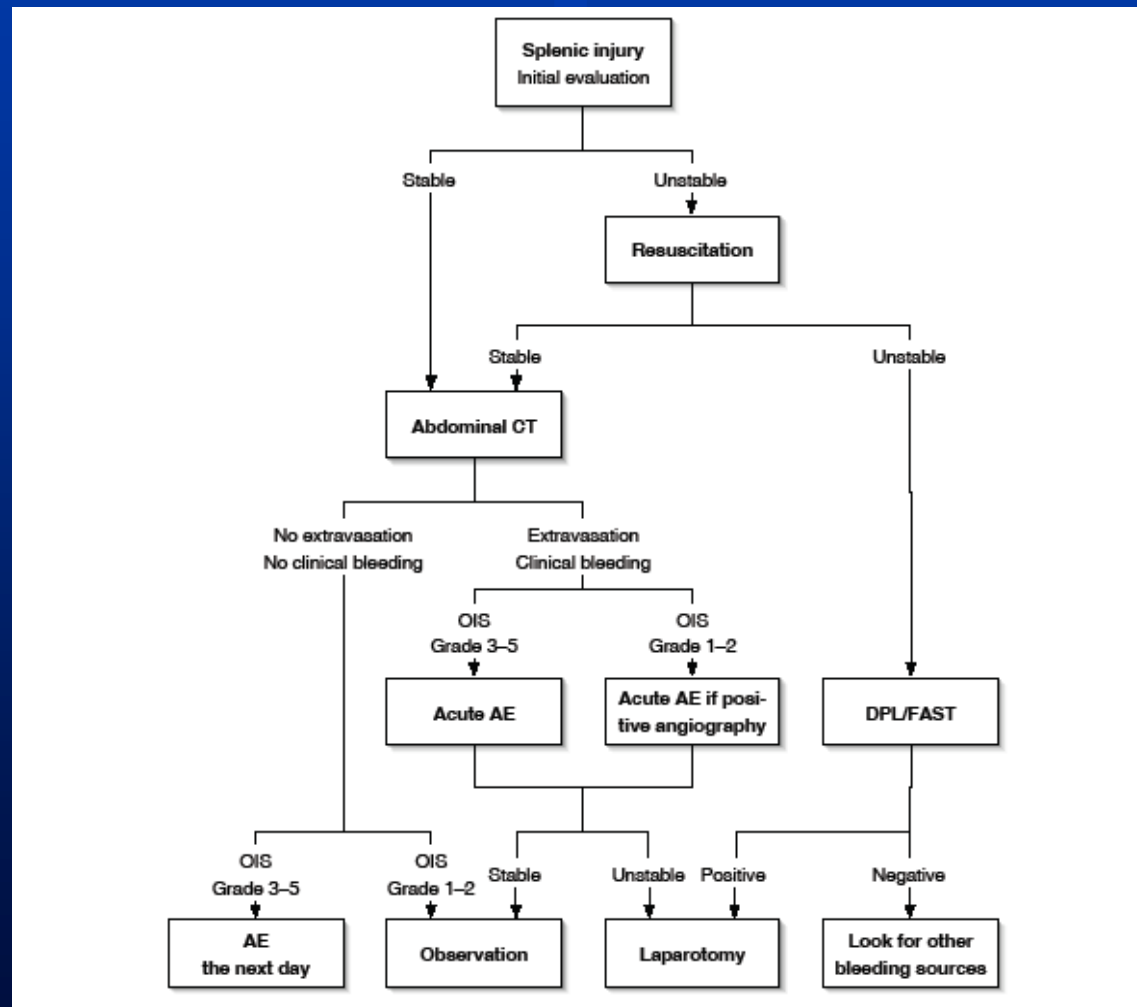 Splenic injury
Initial evaluation
Stable
Unstable
Resuscitation
Stable
Unstable
Abdominal CT
No extravasation
No clinical bleeding
Extravasation
Clinical bleeding
OIS
Grade 3–5
OIS
Grade 1–2
Acute AE
Acute AE if posi-
tive angiography
DPL/FAST
OIS
Grade 3–5
OIS
Grade 1–2
Stable
Unstable
Positive
Negative
AE
the next day
Observation
Laparotomy
Look for other
bleeding sources